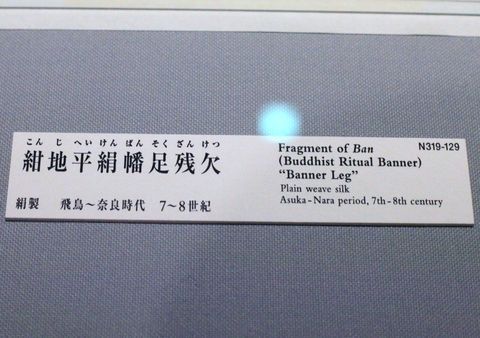 こんじへいけんばんそくざんけつ
紺地平絹幡足残欠
絹製 飛鳥～奈良時代 7～8世紀
Fragment of Ban N319-129
(Buddhist Ritual Banner)
“Banner Leg”
Plain weave silk
Asuka-Nara period, 7th-8th century